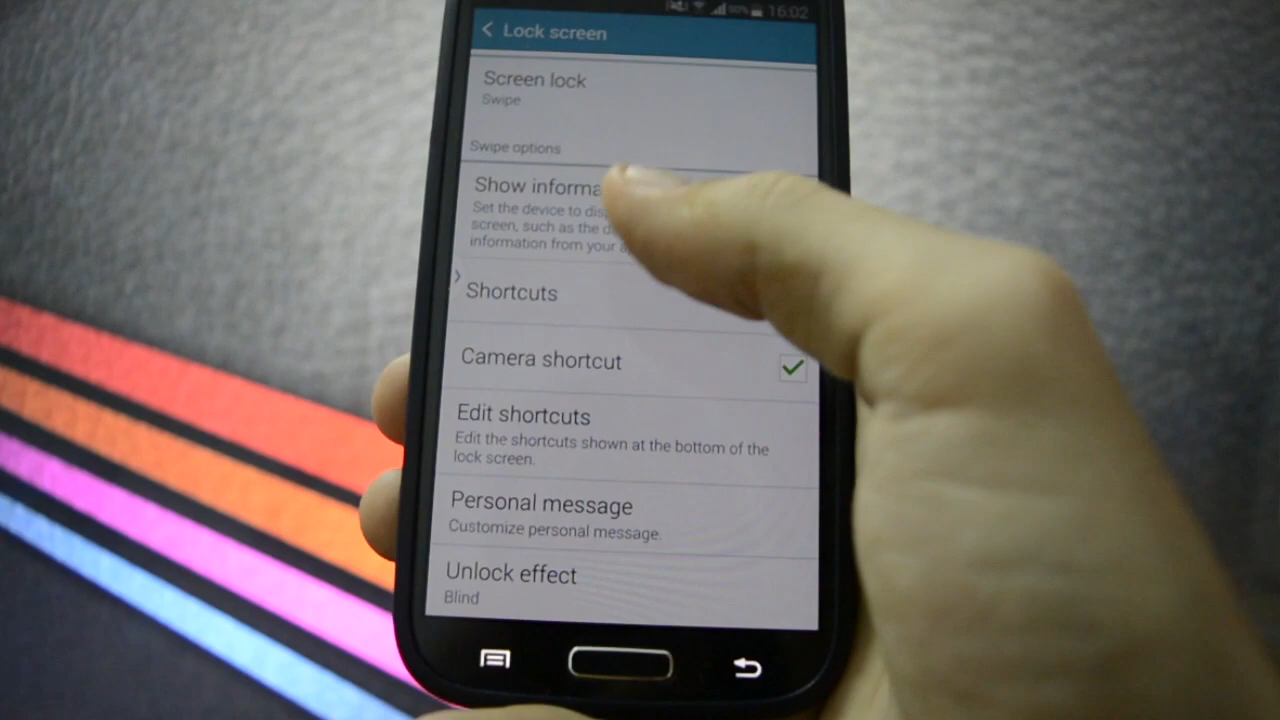 16:02
Lock screen
Screen lock
Swipe
Swipe options
Show informa
Set the device to
screen, such as the
information from your
Shortcuts
Camera shortcut
Edit shortcuts
Edit the shortcuts shown at the bottom of the
lock screen.
Personal message
Customize personal message.
Unlock effect
Blind